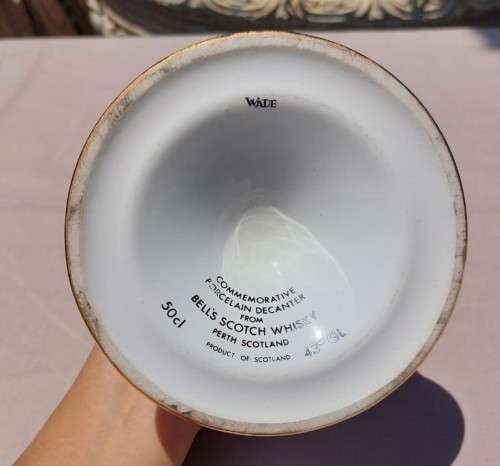 WADE
COMMEMORATIVE
PORCELAIN DECANTER
FROM
BELL'S SCOTCH WHISKY
PERTH SCOTLAND
PRODUCT OF SCOTLAND
50cl